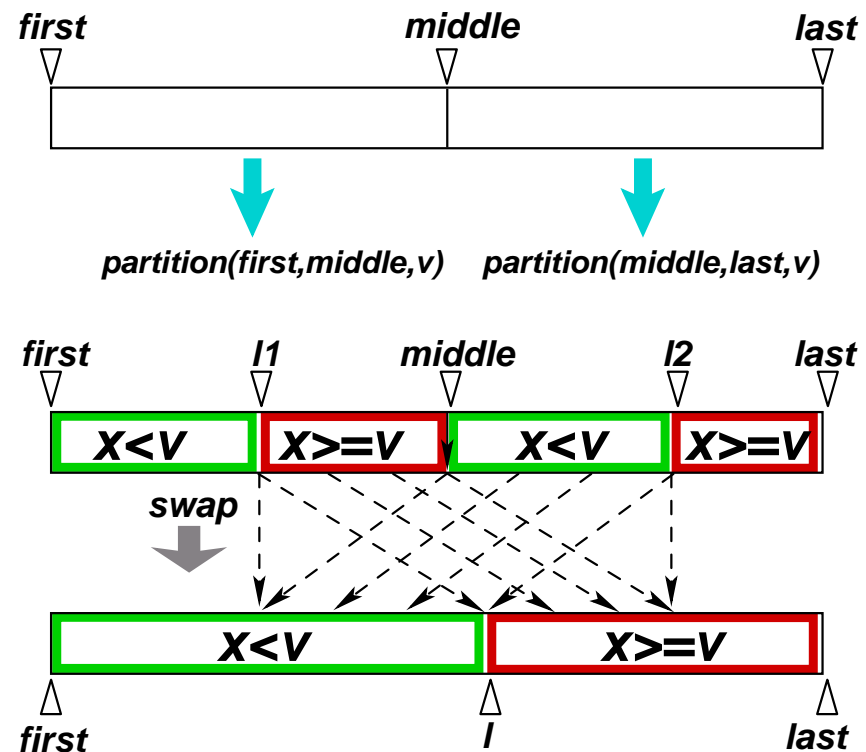 first middle last
partition(first,middle,v) partition(middle,last,v)
first l1 middle l2 last
x<v x>=v x<v x>=v
swap
x<v x>=v
first l last